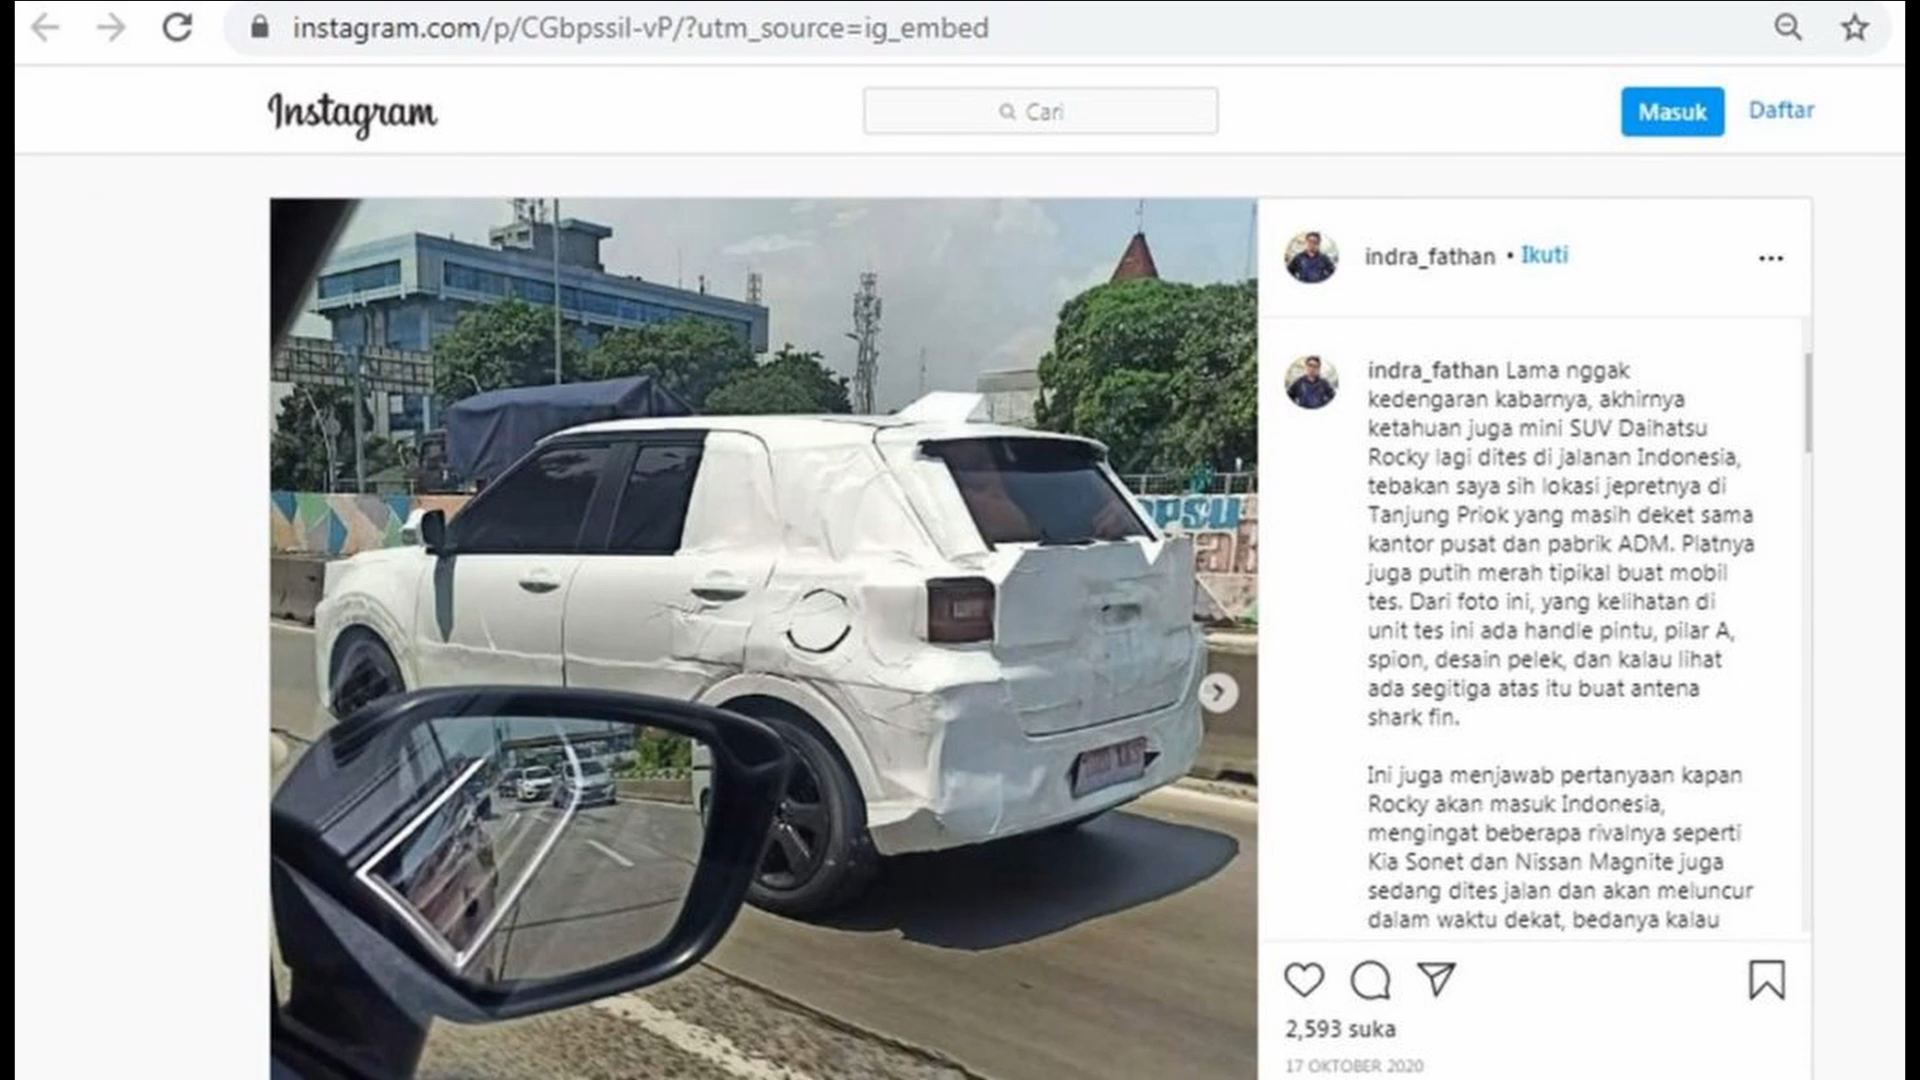 instagram.com/p/CGbpssil-vP/?utm_source=ig_embed
Instagram
Cari
Masuk
Daftar
indra_fathan • Ikuti
indra_fathan Lama nggak
kedengaran kabarnya, akhirnya
ketahuan juga mini SUV Daihatsu
Rocky lagi dites di jalanan Indonesia,
tebakan saya sih lokasi jepretnya di
Tanjung Priok yang masih deket sama
kantor pusat dan pabrik ADM. Platnya
juga putih merah tipikal buat mobil
tes. Dari foto ini, yang kelihatan di
unit tes ini ada handle pintu, pilar A,
spion, desain pelek, dan kalau lihat
ada segitiga atas itu buat antena
shark fin.
Ini juga menjawab pertanyaan kapan
Rocky akan masuk Indonesia,
mengingat beberapa rivalnya seperti
Kia Sonet dan Nissan Magnite juga
sedang dites jalan dan akan meluncur
dalam waktu dekat, bedanya kalau
2,593 suka
17 OKTOBER 2020